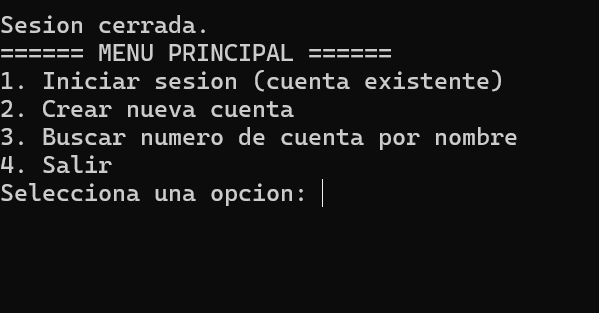 Sesion cerrada.
====== MENU PRINCIPAL ======
1. Iniciar sesion (cuenta existente)
2. Crear nueva cuenta
3. Buscar numero de cuenta por nombre
4. Salir
Selecciona una opcion: